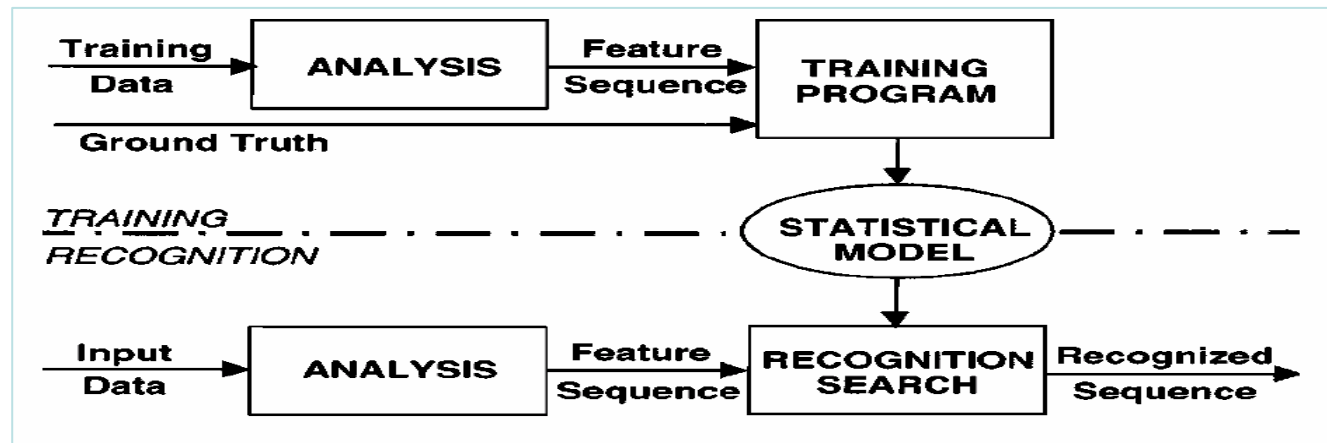 Training
Data
ANALYSIS
Feature
Sequence
TRAINING
PROGRAM
Ground Truth
TRAINING
RECOGNITION
STATISTICAL
MODEL
Input
Data
ANALYSIS
Feature
Sequence
RECOGNITION
SEARCH
Recognized
Sequence